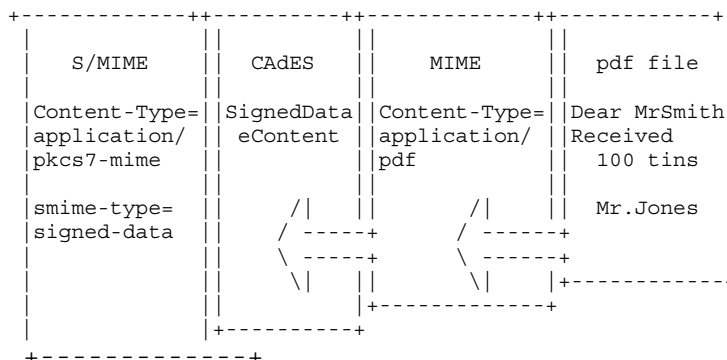 S/MIME CAdES MIME pdf file
Content-Type= SignedData Content-Type= Dear MrSmith
application/ eContent application/ Received
pkcs7-mime pdf 100 tins
smime-type= Mr.Jones
signed-data